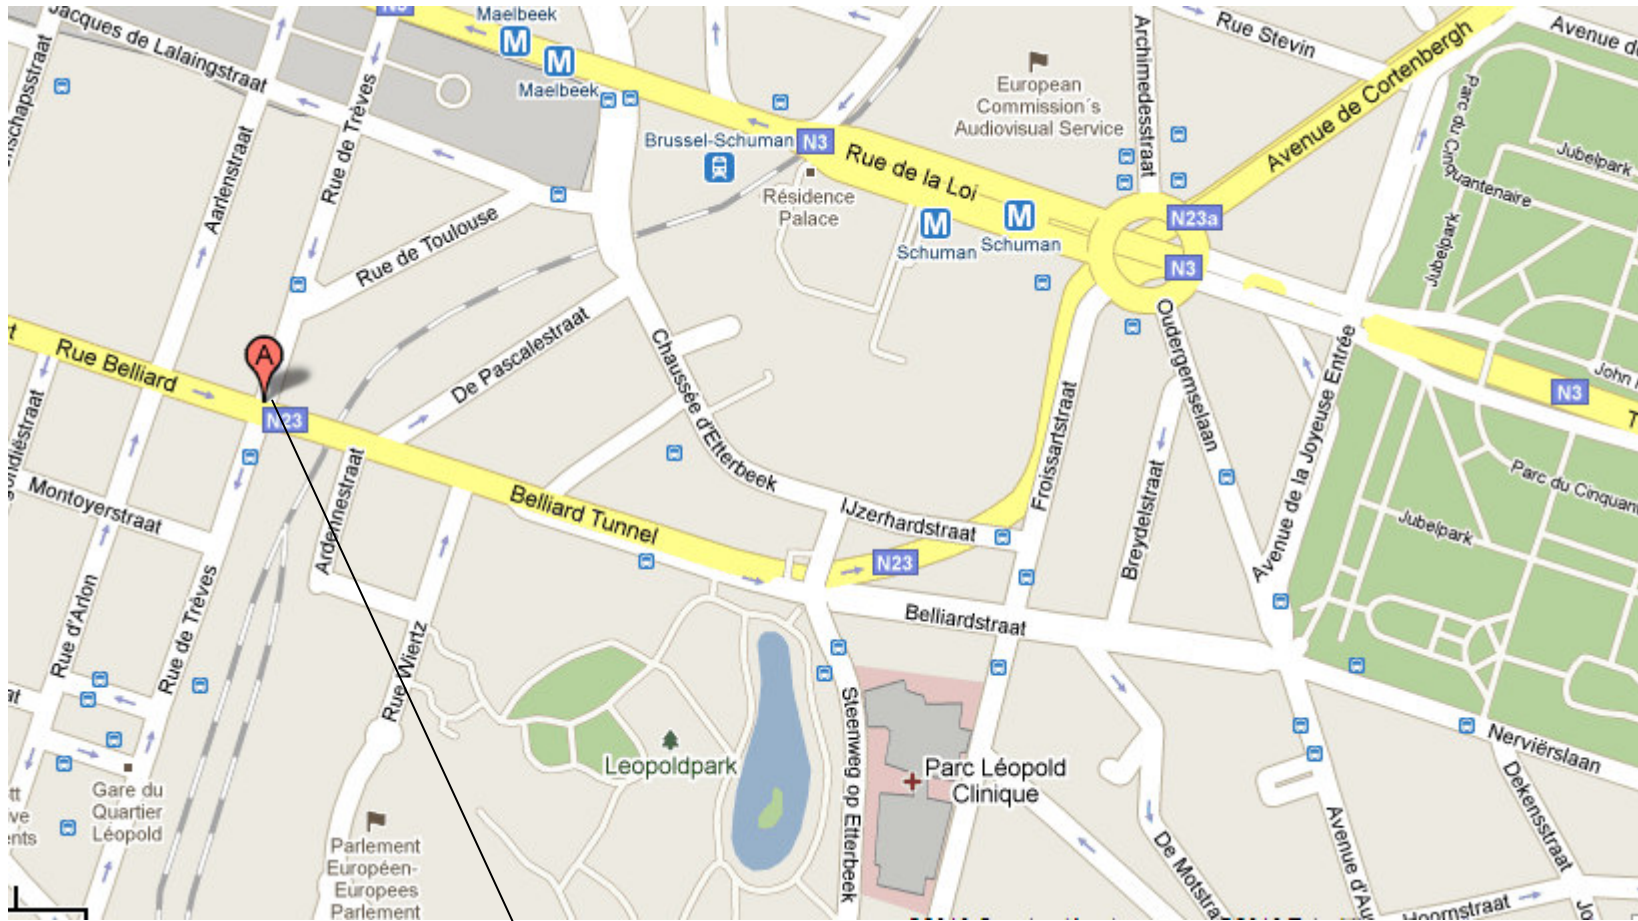 N3
Maelbeek
M
M
Maelbeek
Jacques de Lalaingstraat
Rue de Trèves
Aarlenstraat
Brussel-Schuman
N3
Rue de la Loi
Résidence
Palace
M
Schuman
M
Schuman
European
Commission´s
Audiovisual Service
Archimedesstraat
Rue Stevin
Avenue de Cortenbergh
N23a
N3
Parc du Cinquantenaire
Jubelpark
Jubelpark
Rue de Toulouse
De Pascalestraat
Chaussée d'Etterbeek
Rue Belliard
A
N23
Montoyerstraat
Ardennestraat
Belliard Tunnel
IJzerhardstraat
N23
Froissartstraat
Oudergemselaan
Breydelstraat
Avenue de la Joyeuse Entrée
N3
Jubelpark
Belliardstraat
Rue d'Arlon
Rue de Trèves
Rue Wiertz
Leopoldpark
Steenweg op Etterbeek
Parc Léopold
Clinique
Gare du
Quartier
Léopold
Parlement
Européen-
Europees
Parlement
Nerviërslaan
Dekensstraat
Hoornstraat